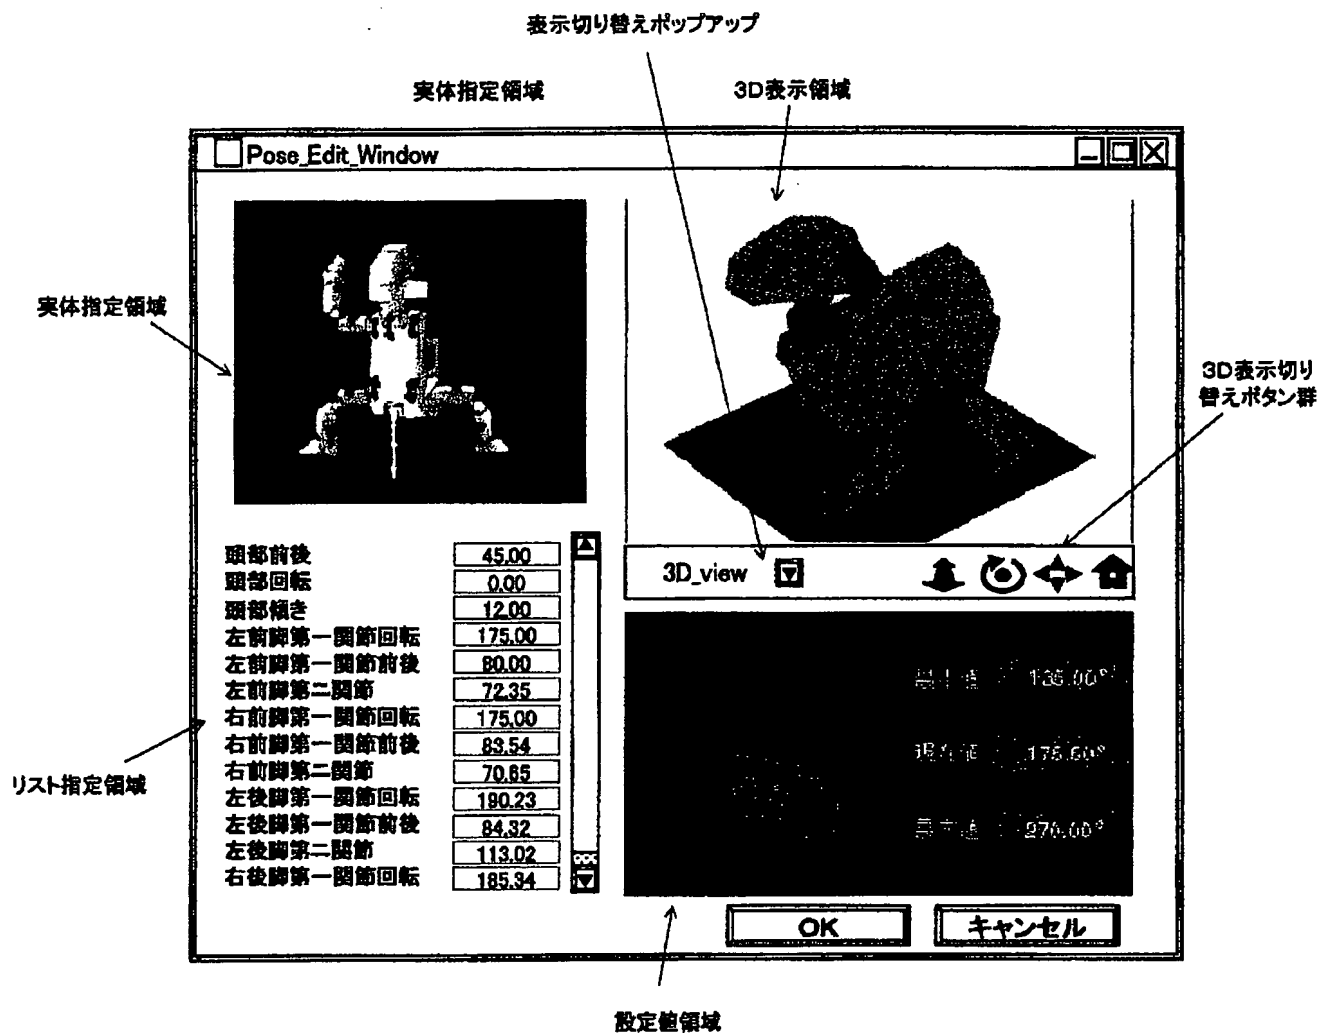 表示切り替えポップアップ
実体指定領域
3D表示領域
Pose_Edit_Window
実体指定領域
3D表示切り
替えボタン群
頭部前後 45.00
頭部回転 0.00
頭部傾き 12.00
左前脚第一関節回転 175.00
左前脚第一関節前後 80.00
左前脚第二関節 72.35
右前脚第一関節回転 175.00
右前脚第一関節前後 83.54
右前脚第二関節 70.65
左後脚第一関節回転 190.23
左後脚第一関節前後 84.32
左後脚第二関節 113.02
右後脚第一関節回転 185.34
リスト指定領域
3D_view
現在値
270.00°
OK
キャンセル
設定値領域